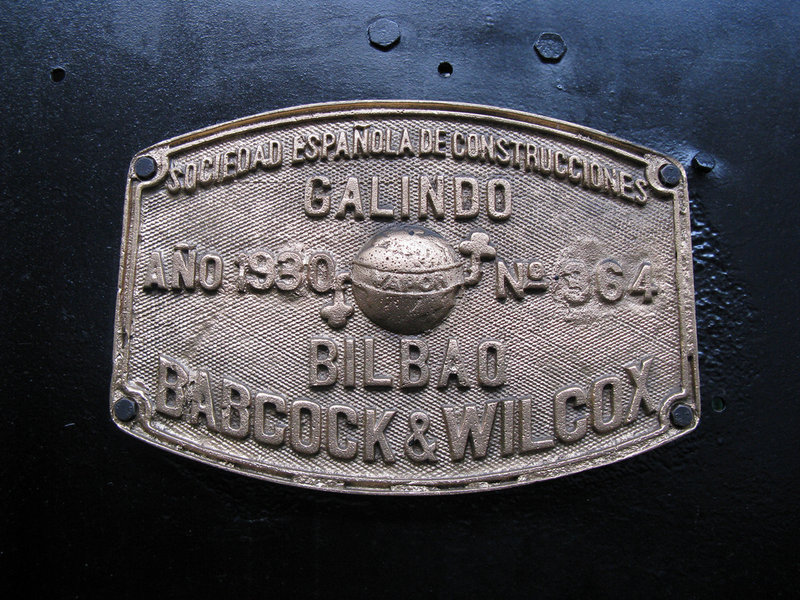 SOCIEDAD ESPAÑOLA DE CONSTRUCCIONES
GALINDO
AÑO 1930 VAPOR Nº 364
BILBAO
BABCOCK & WILCOX